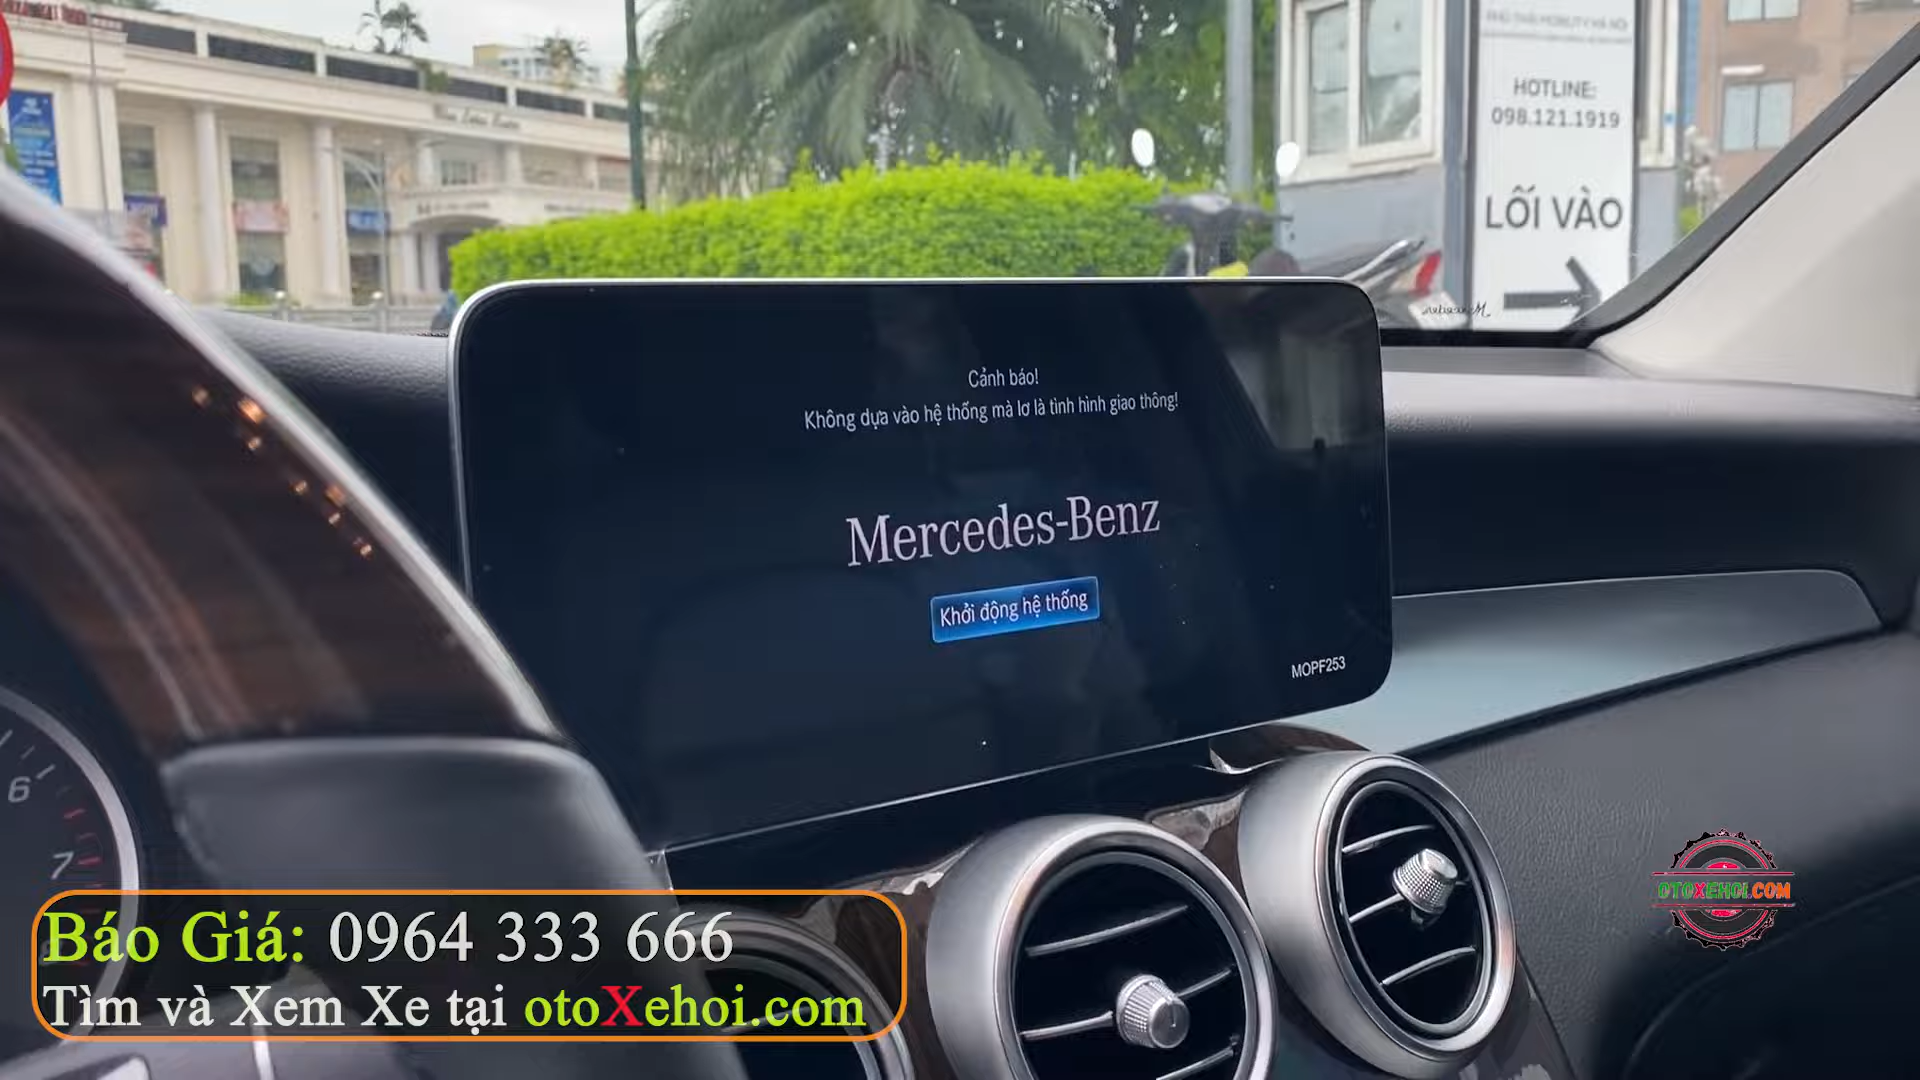 HOTLINE:
098.121.1919
LỐI VÀO
Cảnh báo!
Không dựa vào hệ thống mà lơ là tình hình giao thông!
Mercedes-Benz
Khởi động hệ thống
MOPF253
6
7
OTOXEHOI.COM
Báo Giá: 0964 333 666
Tìm và Xem Xe tại otoXehoi.com